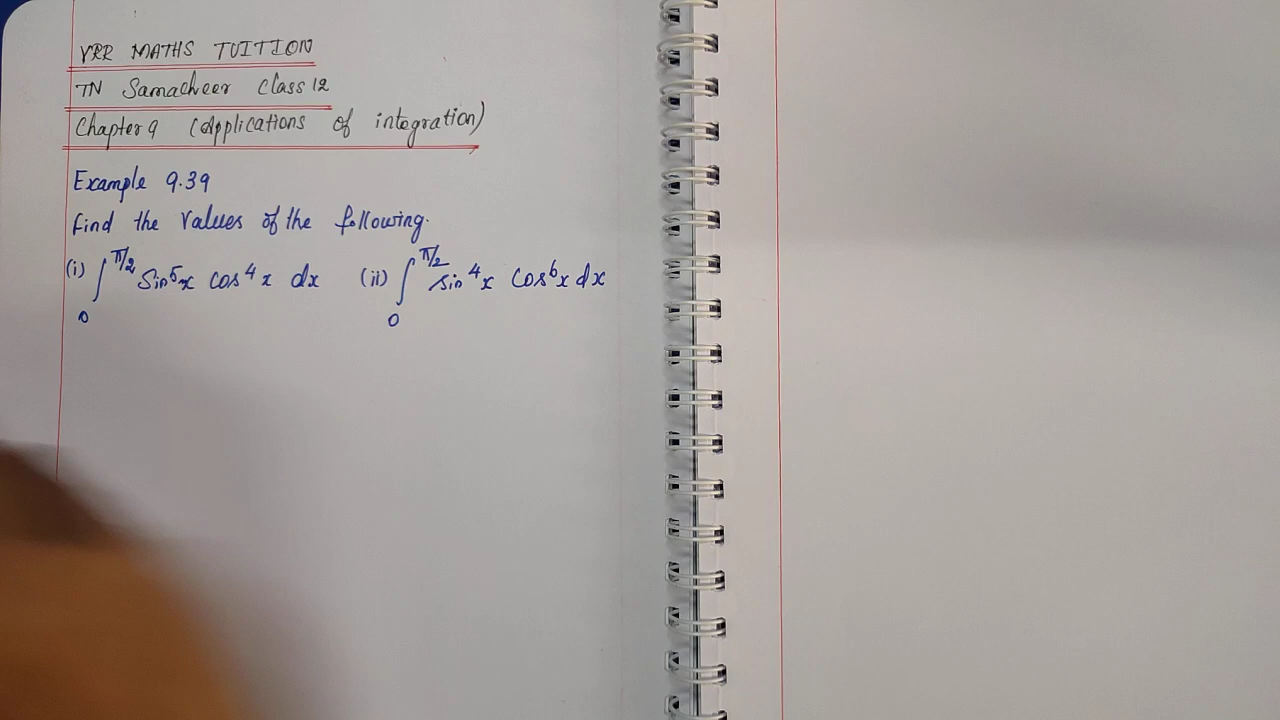 VRR MATHS TUITION
TN Samacheer Class 12
Chapter 9 (Applications of integration)
Example 9.39
Find the values of the following.
(i) ∫₀^π/2 Sin⁵x cos⁴x dx (ii) ∫₀^π/2 sin⁴x cos⁶x dx